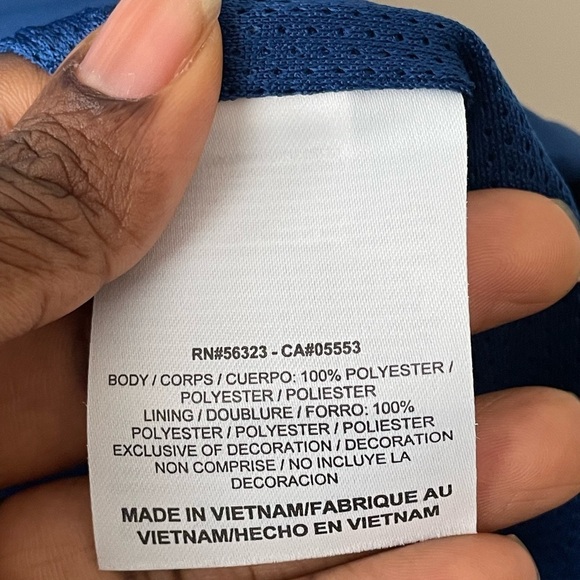 RN#56323 - CA#05553
BODY / CORPS / CUERPO: 100% POLYESTER /
POLYESTER / POLIESTER
LINING / DOUBLURE / FORRO: 100%
POLYESTER / POLYESTER / POLIESTER
EXCLUSIVE OF DECORATION / DECORATION
NON COMPRISE / NO INCLUYE LA
DECORACION
MADE IN VIETNAM/FABRIQUE AU
VIETNAM/HECHO EN VIETNAM